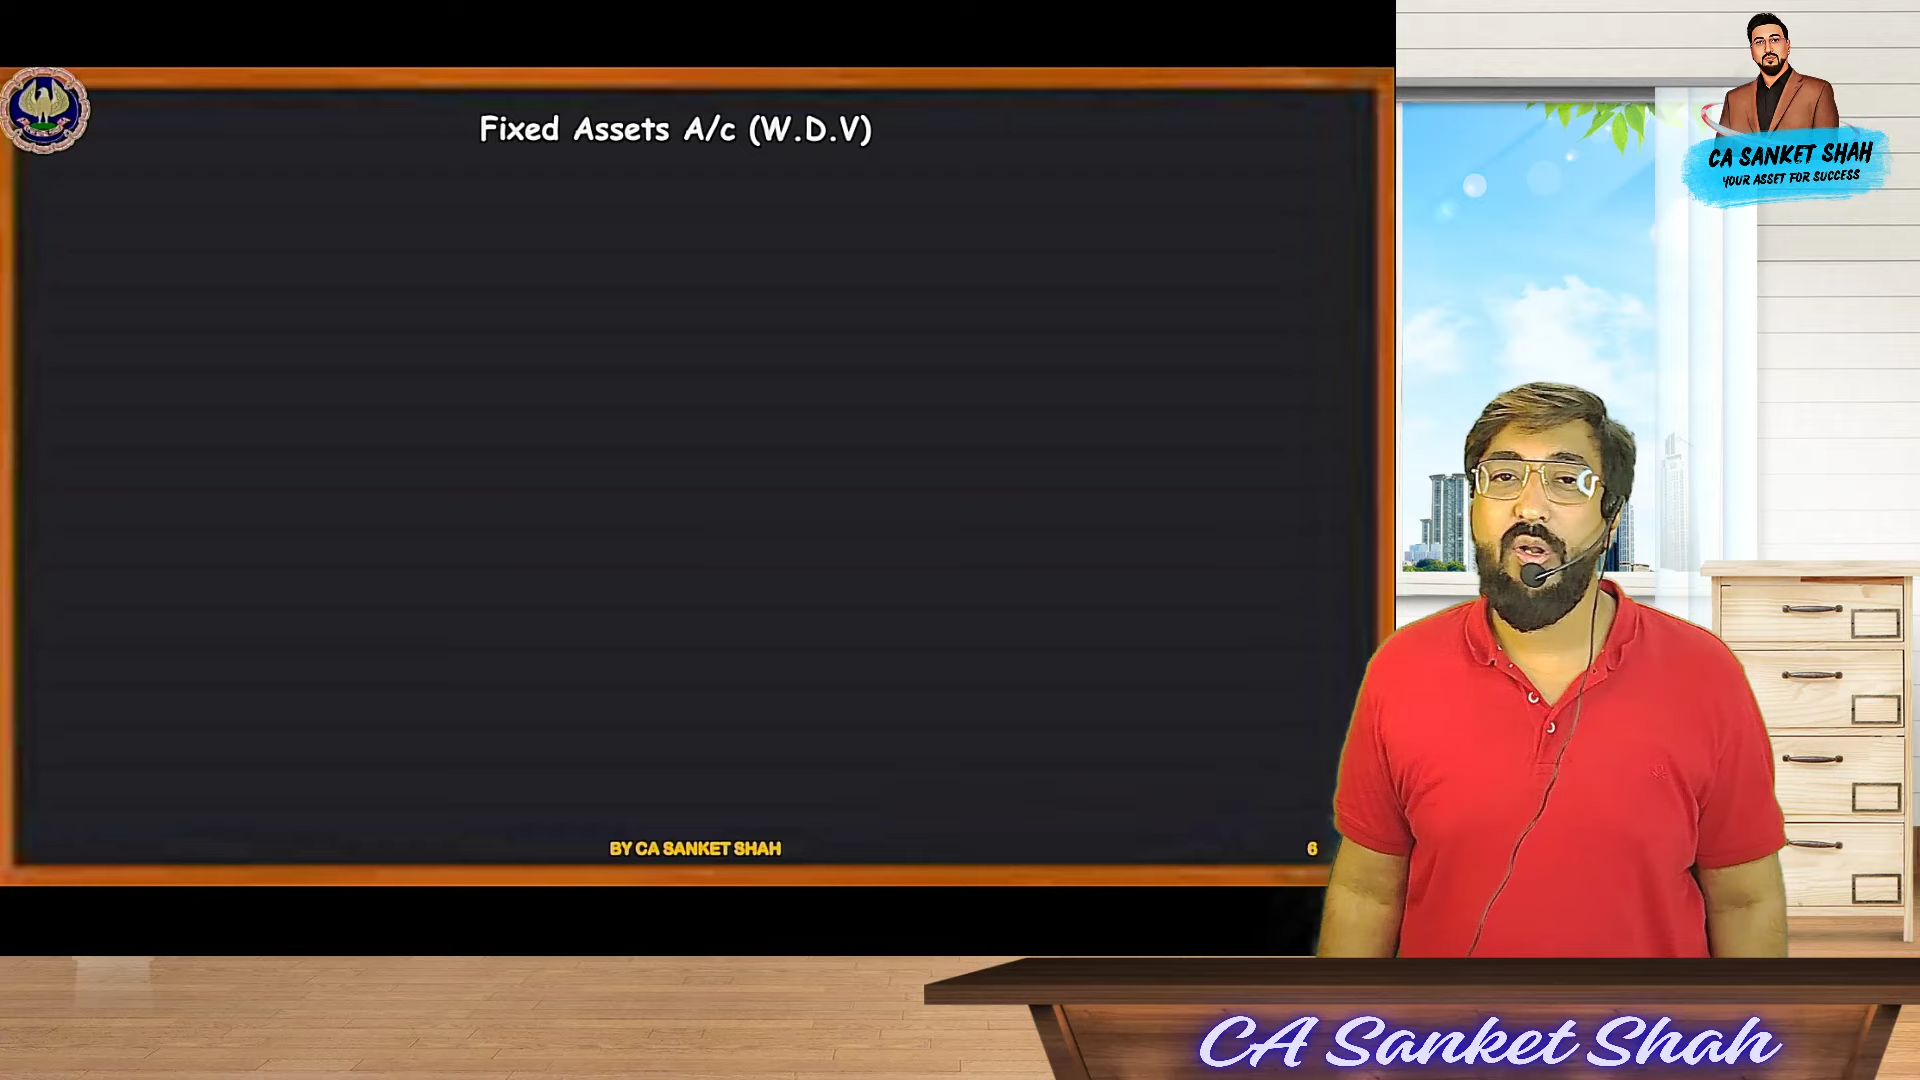 Fixed Assets A/c (W.D.V)
CA SANKET SHAH
YOUR ASSET FOR SUCCESS
BY CA SANKET SHAH
6
CA Sanket Shah